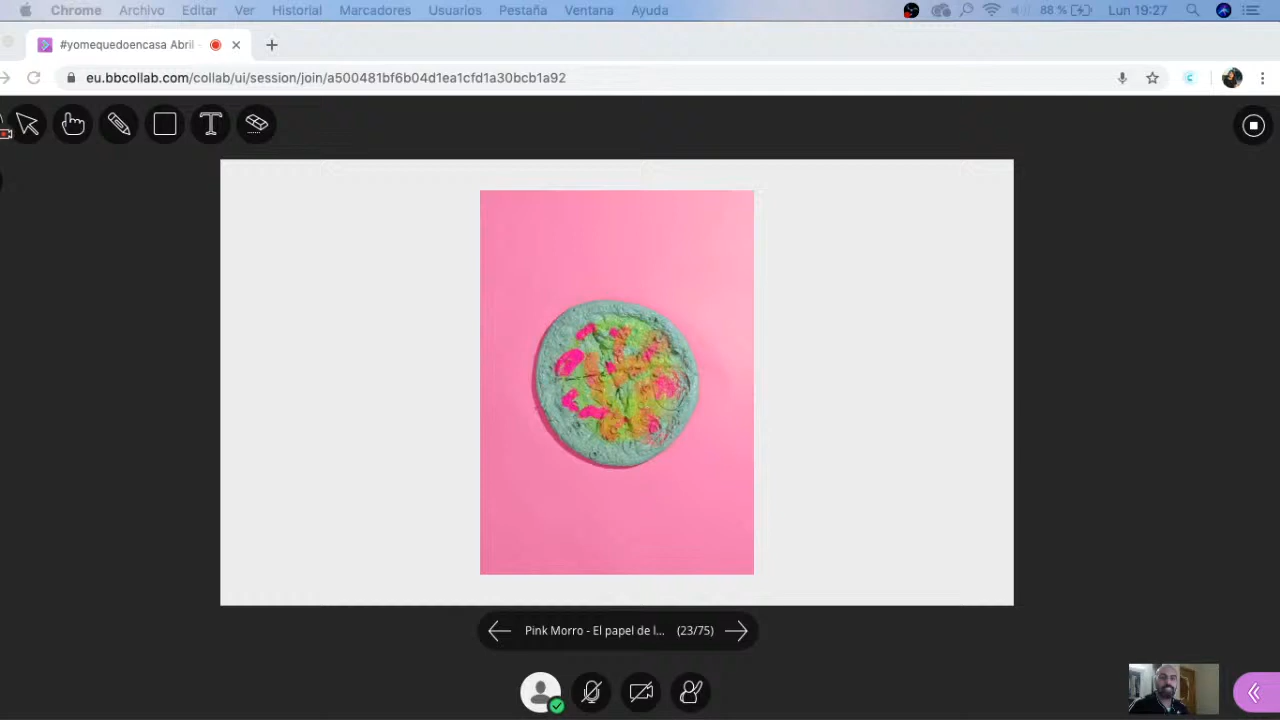 Chrome Archivo Editar Ver Historial Marcadores Usuarios Pestaña Ventana Ayuda 88 % Lun 19:27
#yomequedoencasa Abril -
eu.bbcollab.com/collab/ui/session/join/a500481bf6b04d1ea1cfd1a30bcb1a92
T
Pink Morro - El papel de l... (23/75)